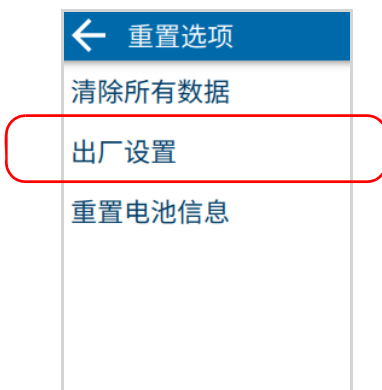 重置选项
清除所有数据
出厂设置
重置电池信息